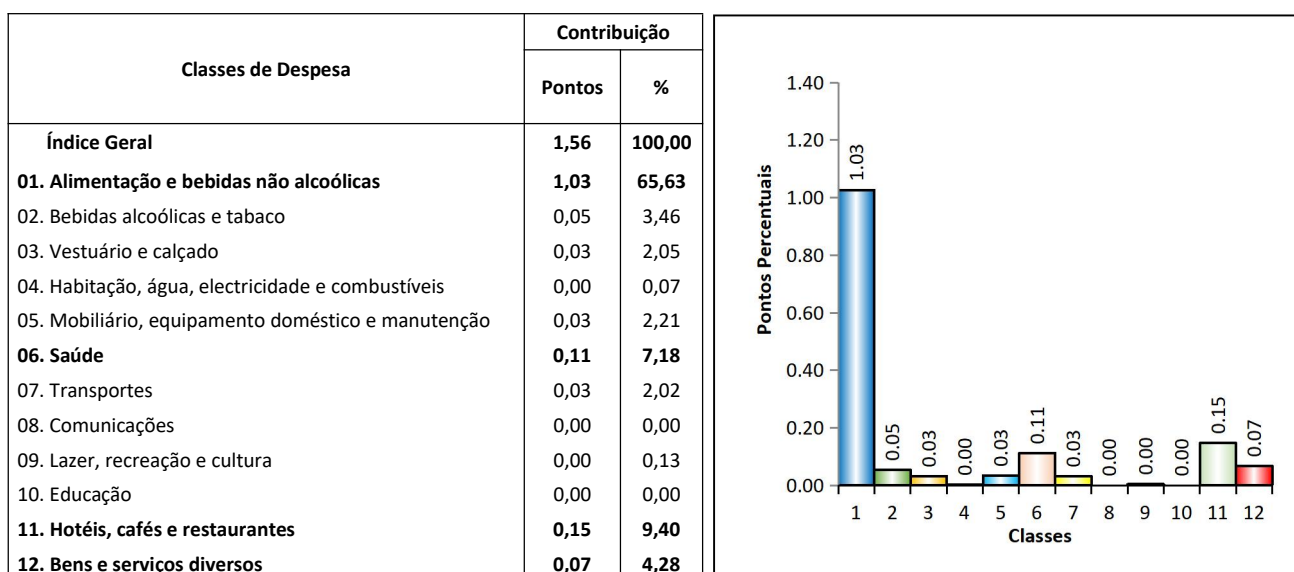 Classes de Despesa Contribuição
Pontos %
Índice Geral 1,56 100,00
01. Alimentação e bebidas não alcoólicas 1,03 65,63
02. Bebidas alcoólicas e tabaco 0,05 3,46
03. Vestuário e calçado 0,03 2,05
04. Habitação, água, electricidade e combustíveis 0,00 0,07
05. Mobiliário, equipamento doméstico e manutenção 0,03 2,21
06. Saúde 0,11 7,18
07. Transportes 0,03 2,02
08. Comunicações 0,00 0,00
09. Lazer, recreação e cultura 0,00 0,13
10. Educação 0,00 0,00
11. Hotéis, cafés e restaurantes 0,15 9,40
12. Bens e serviços diversos 0,07 4,28
Pontos Percentuais
1.40
1.20
1.00
0.80
0.60
0.40
0.20
0.00
1.03
0.05
0.03
0.00
0.03
0.11
0.03
0.00
0.00
0.00
0.15
0.07
1 2 3 4 5 6 7 8 9 10 11 12
Classes